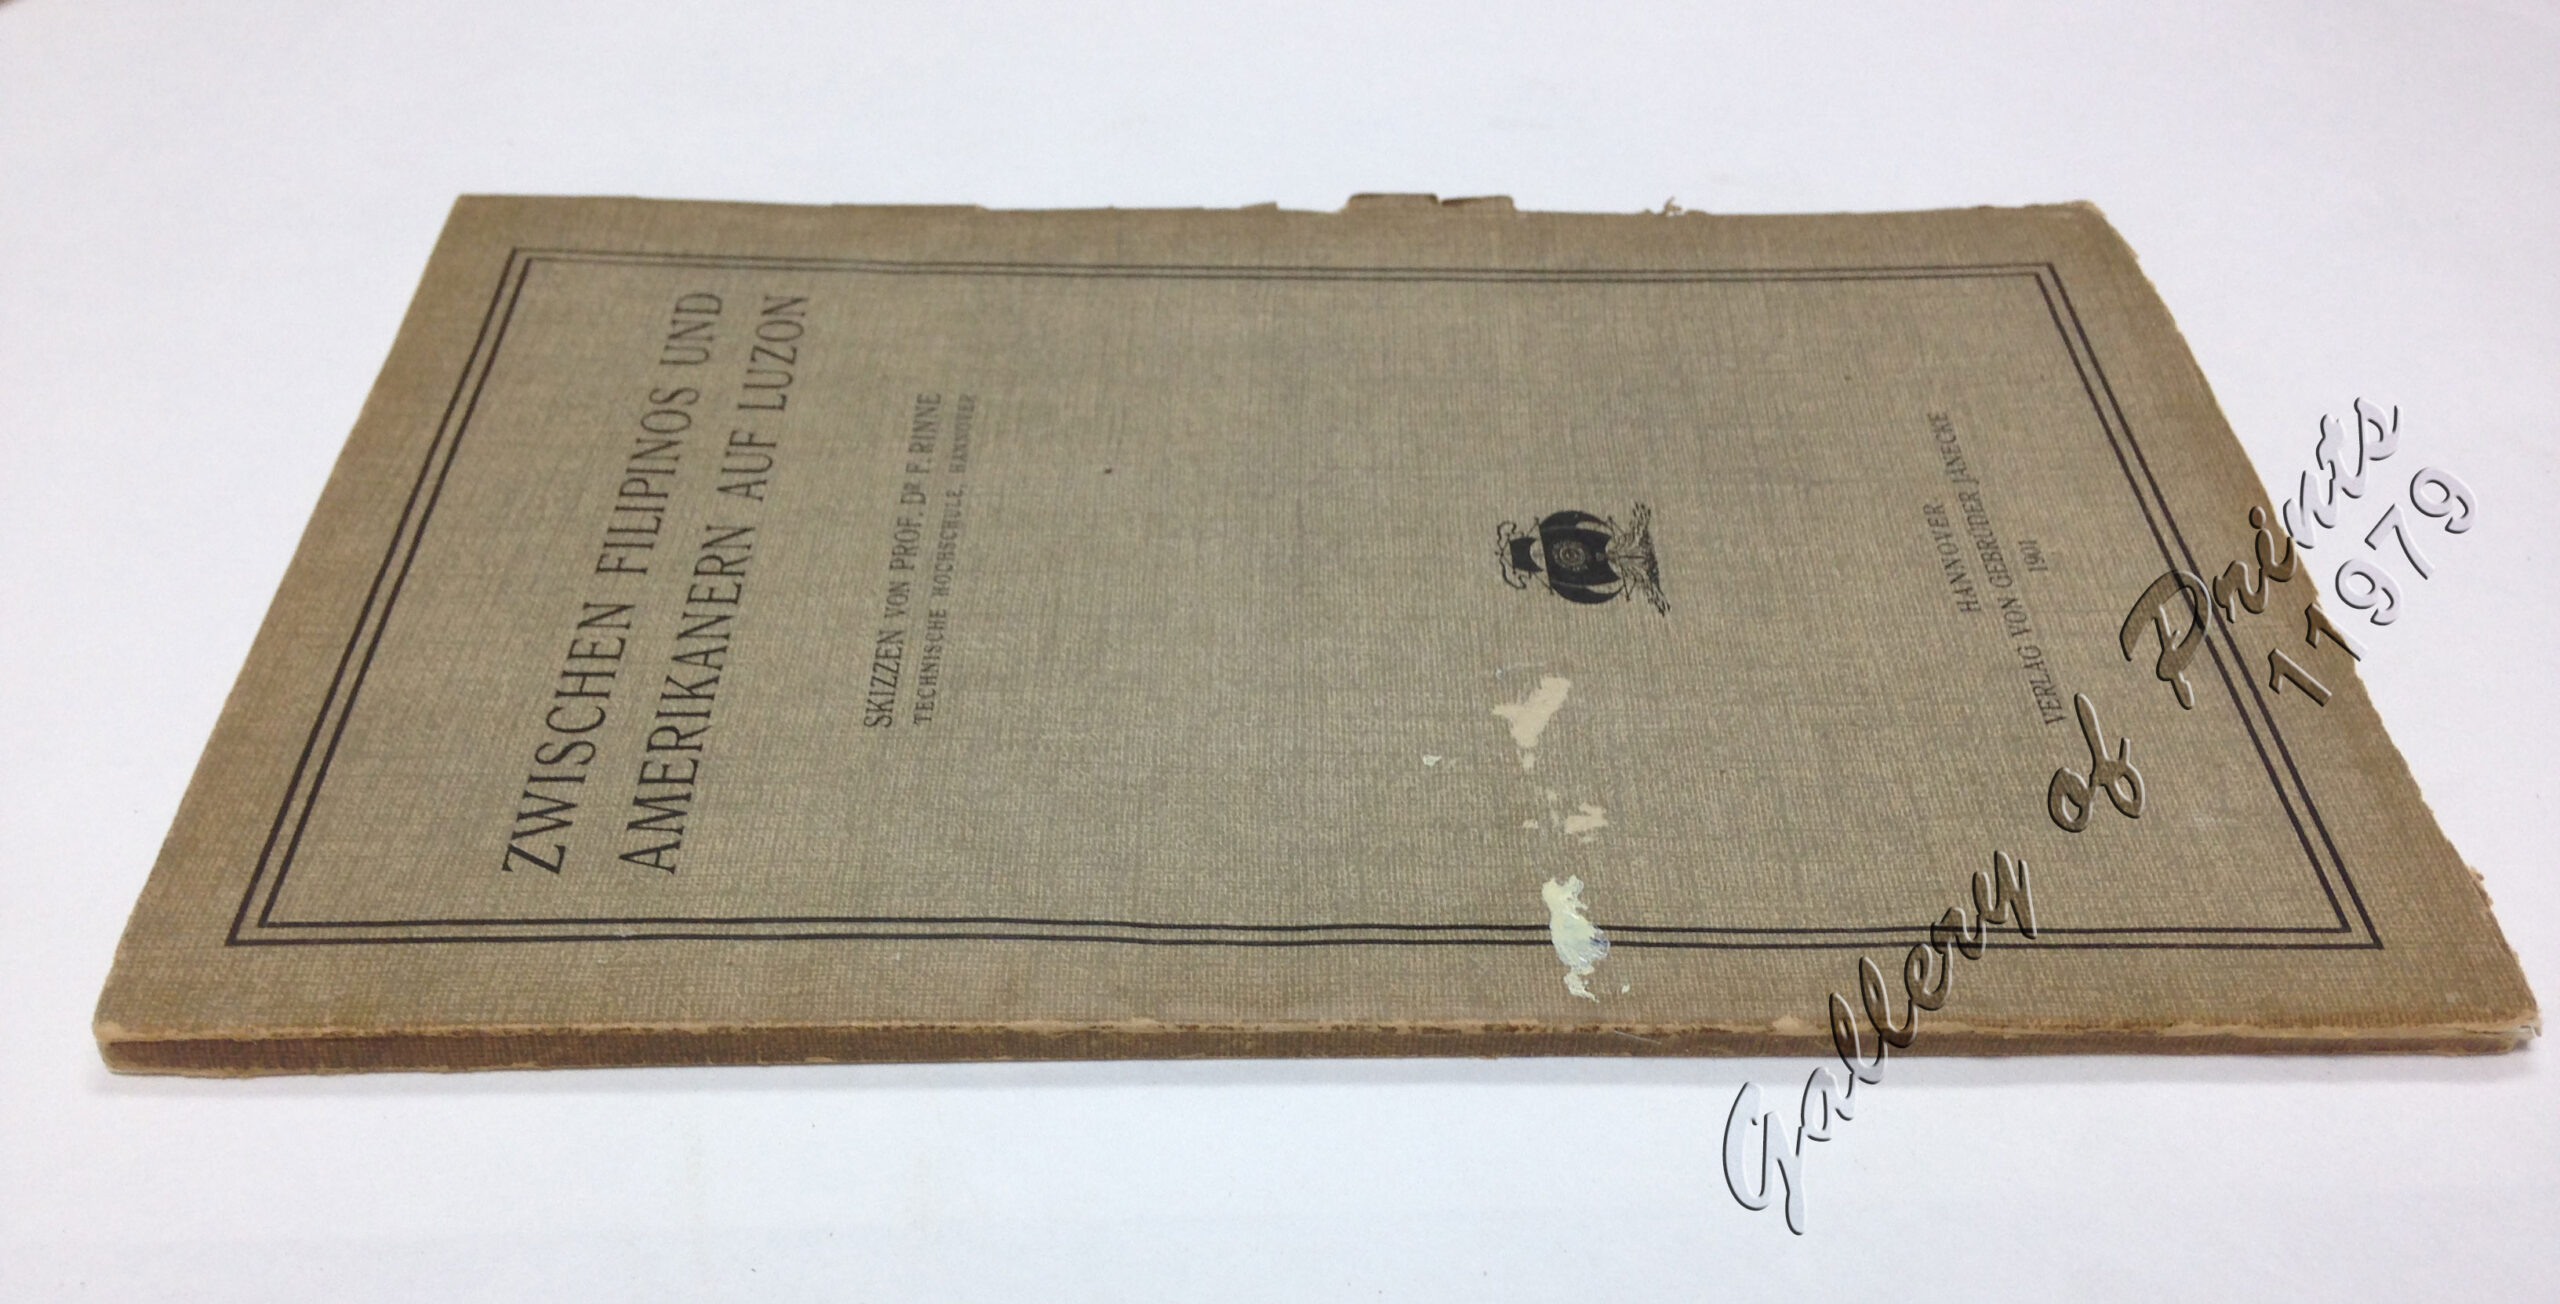 ZWISCHEN FILIPINOS UND
AMERIKANERN AUF LUZON
SKIZZEN VON PROF. DR F. RINNE
TECHNISCHE HOCHSCHULE, HANNOVER
HANNOVER
VERLAG VON GEBRÜDER JÄNECKE
1901
Gallery of Prints
11979